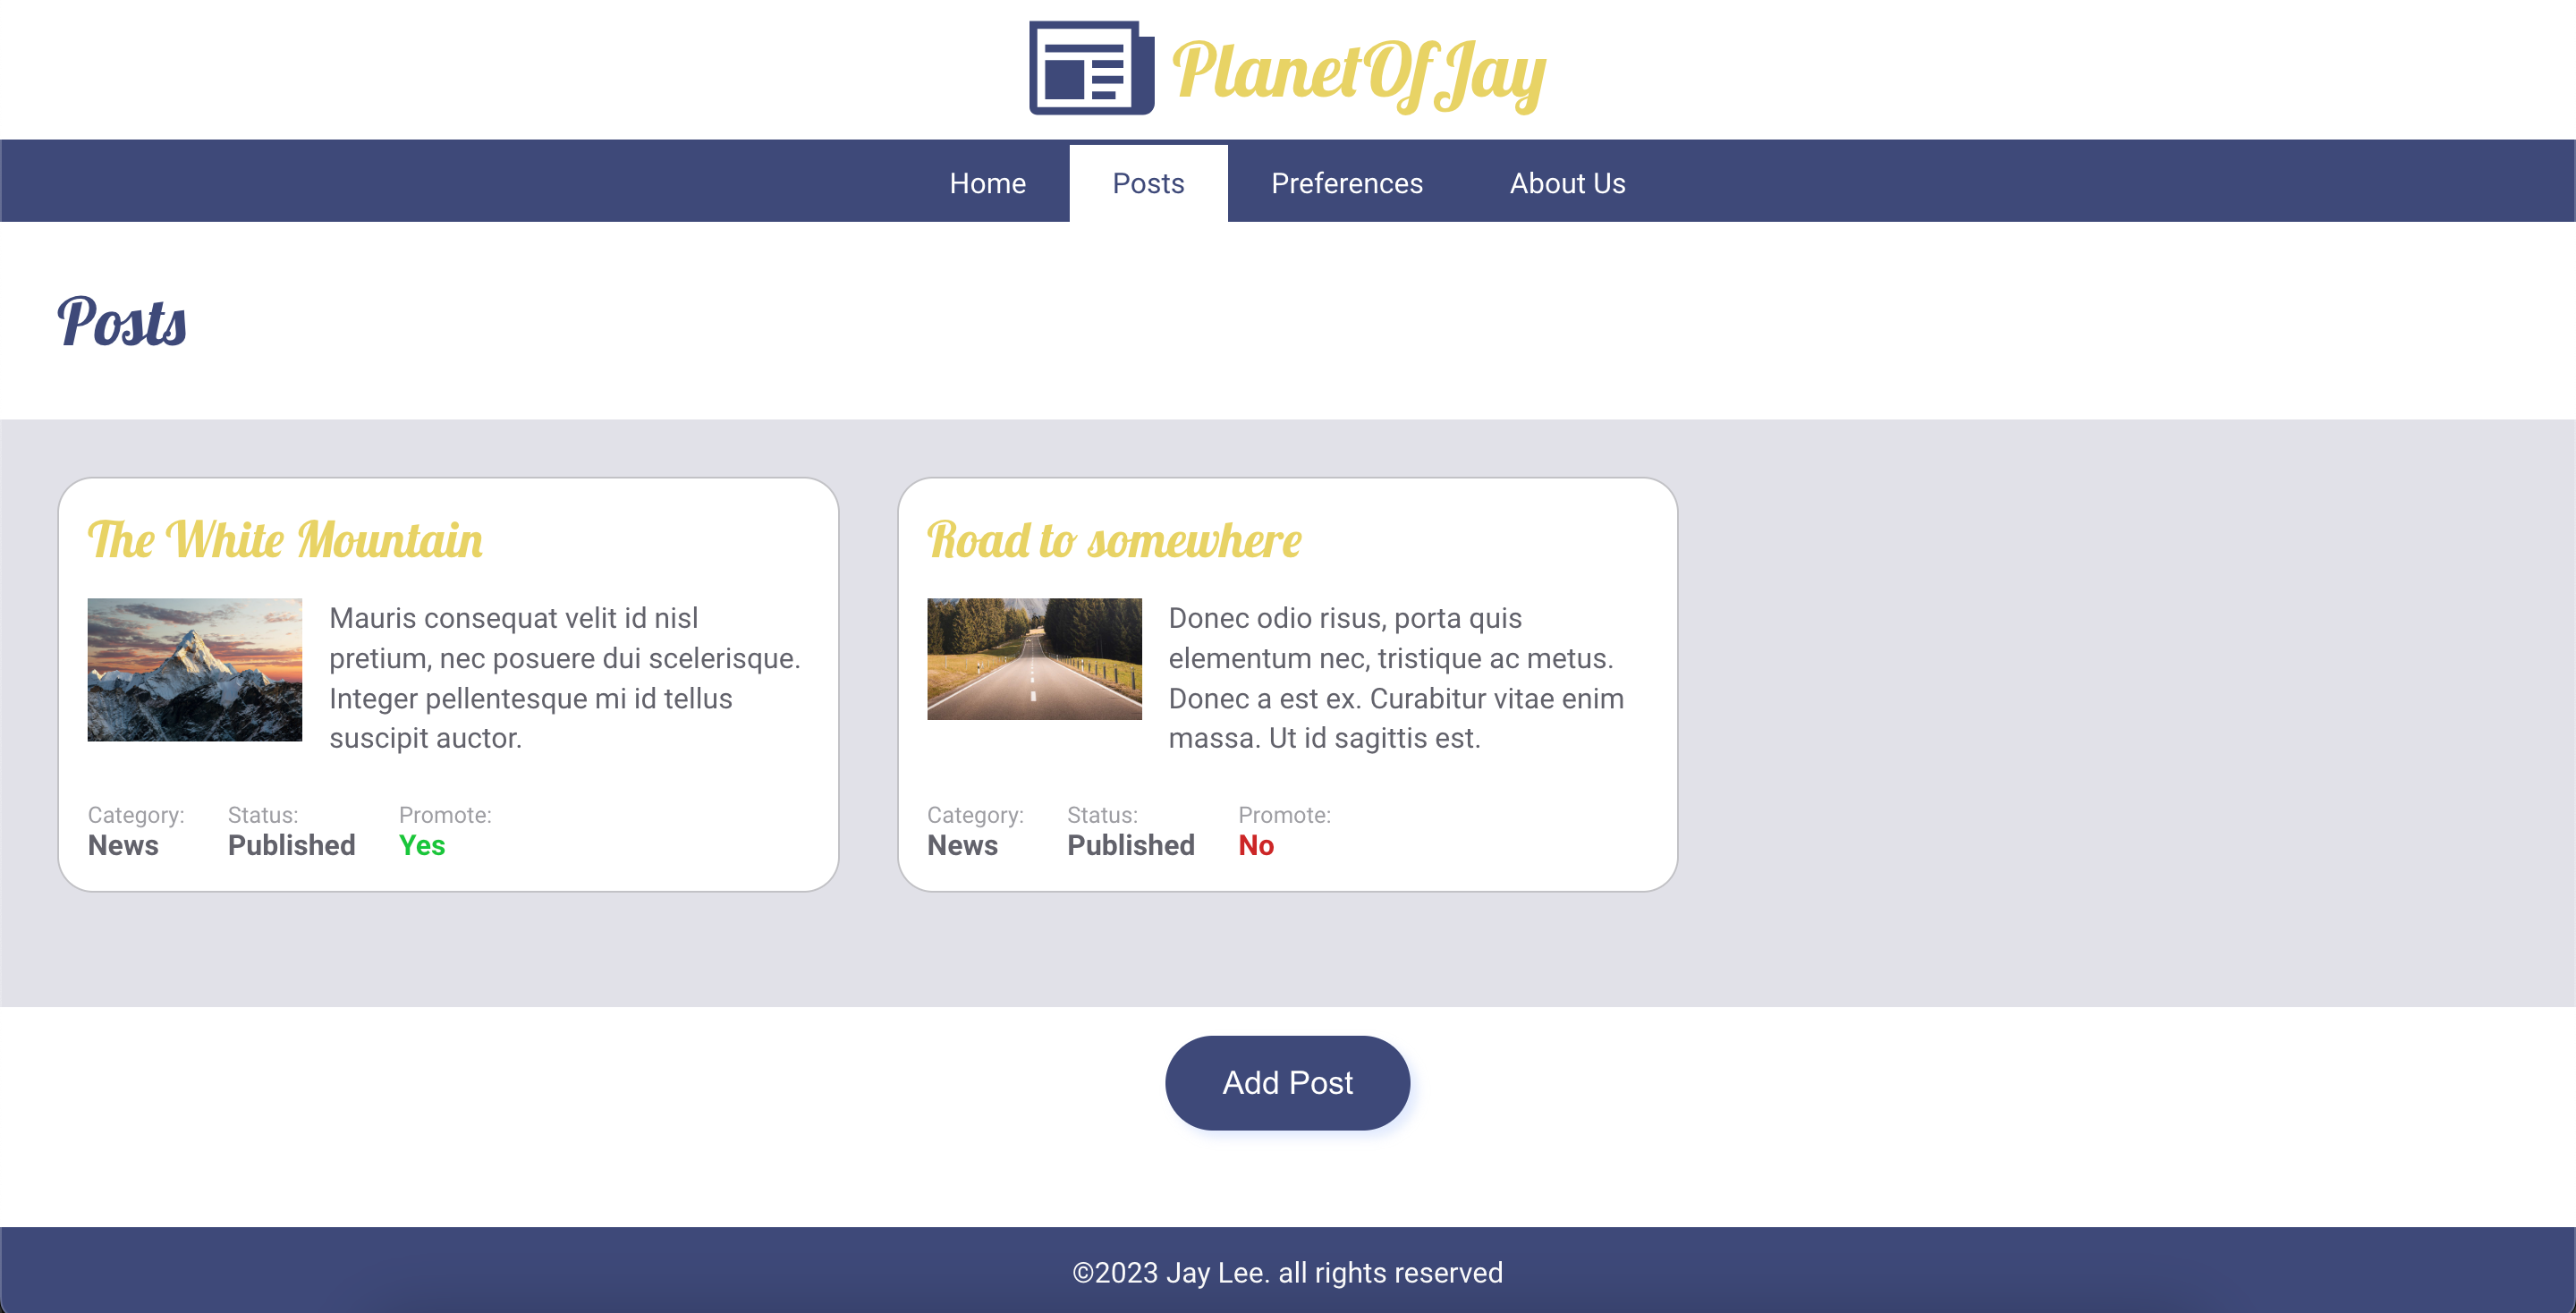 PlanetOfJay
Home Posts Preferences About Us
Posts
The White Mountain
Mauris consequat velit id nisl
pretium, nec posuere dui scelerisque.
Integer pellentesque mi id tellus
suscipit auctor.
Category: Status: Promote:
News Published Yes
Road to somewhere
Donec odio risus, porta quis
elementum nec, tristique ac metus.
Donec a est ex. Curabitur vitae enim
massa. Ut id sagittis est.
Category: Status: Promote:
News Published No
Add Post
©2023 Jay Lee. all rights reserved